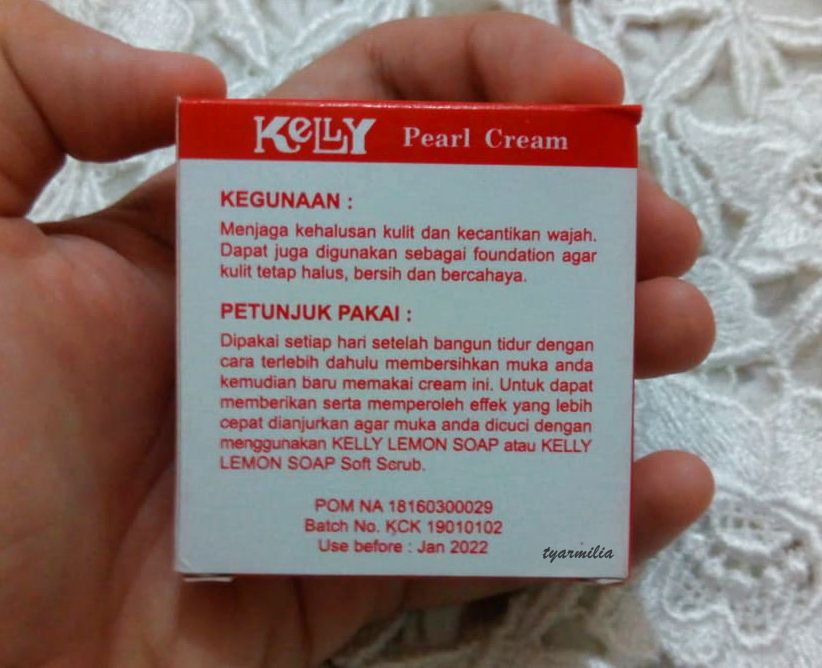 KELLY Pearl Cream
KEGUNAAN :
Menjaga kehalusan kulit dan kecantikan wajah.
Dapat juga digunakan sebagai foundation agar
kulit tetap halus, bersih dan bercahaya.
PETUNJUK PAKAI :
Dipakai setiap hari setelah bangun tidur dengan
cara terlebih dahulu membersihkan muka anda
kemudian baru memakai cream ini. Untuk dapat
memberikan serta memperoleh effek yang lebih
cepat dianjurkan agar muka anda dicuci dengan
menggunakan KELLY LEMON SOAP atau KELLY
LEMON SOAP Soft Scrub.
POM NA 18160300029
Batch No. KCK 19010102
Use before : Jan 2022
tyarmilia